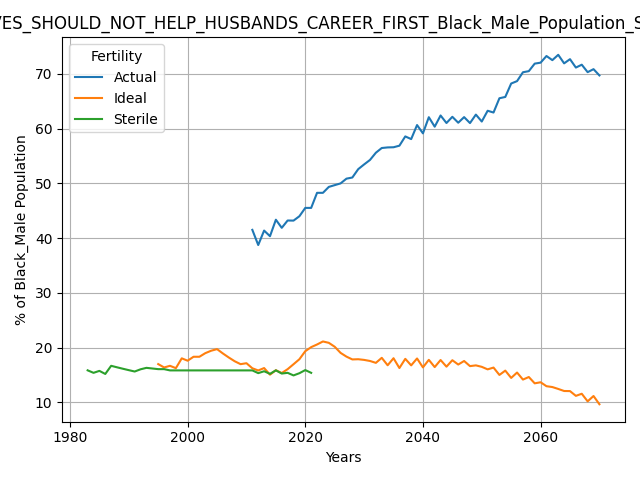 VES_SHOULD_NOT_HELP_HUSBANDS_CAREER_FIRST_Black_Male_Population_S
Fertility
Actual
Ideal
Sterile
% of Black_Male Population
70
60
50
40
30
20
10
1980
2000
2020
2040
2060
Years